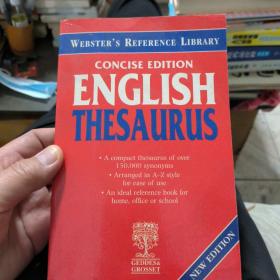 WEBSTER'S REFERENCE LIBRARY
CONCISE EDITION
ENGLISH
THESAURUS
• A compact thesaurus of over
150,000 synonyms
• Arranged in A-Z style
for ease of use
• An ideal reference book for
home, office or school
GEDDES &
GROSSET
NEW EDITION